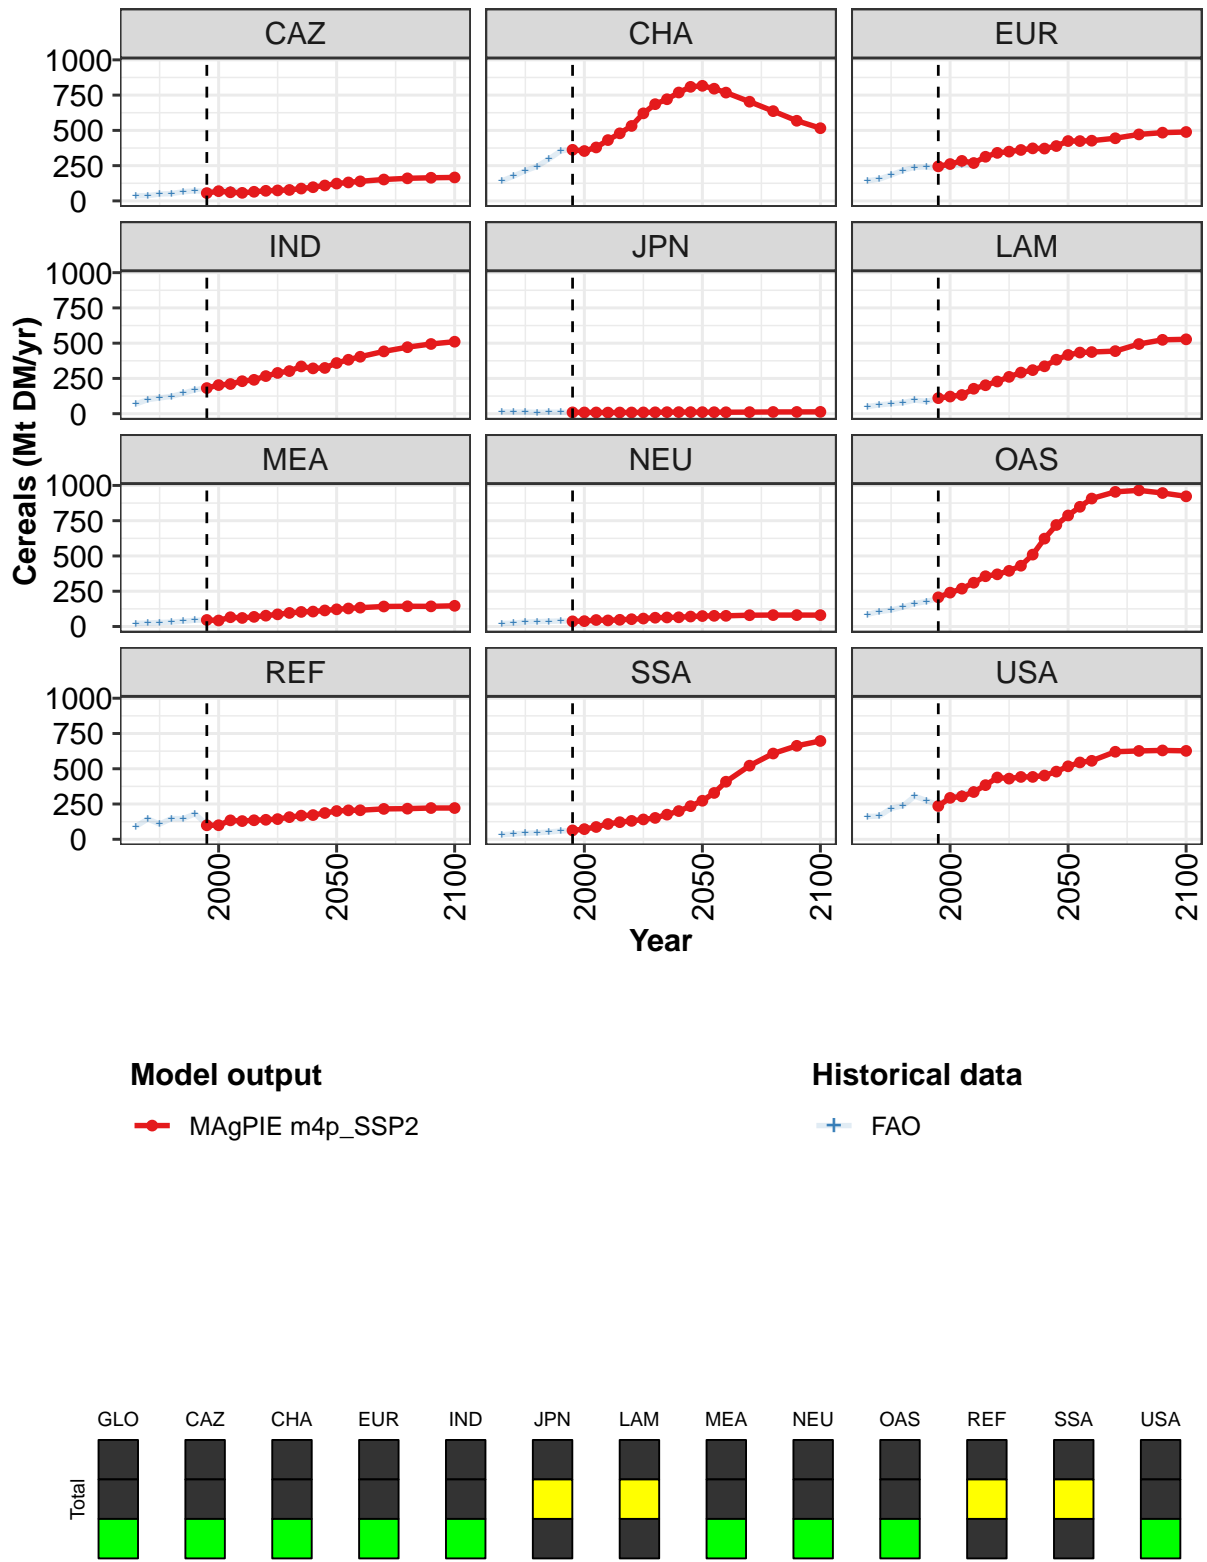 CAZ CHA EUR
1000
750
500
250
0
IND JPN LAM
1000
750
500
250
0
Cereals (Mt DM/yr)
MEA NEU OAS
1000
750
500
250
0
REF SSA USA
1000
750
500
250
0
2000 2050 2100 2000 2050 2100 2000 2050 2100
Year
Model output Historical data
MAgPIE m4p_SSP2 FAO
GLO CAZ CHA EUR IND JPN LAM MEA NEU OAS REF SSA USA
Total